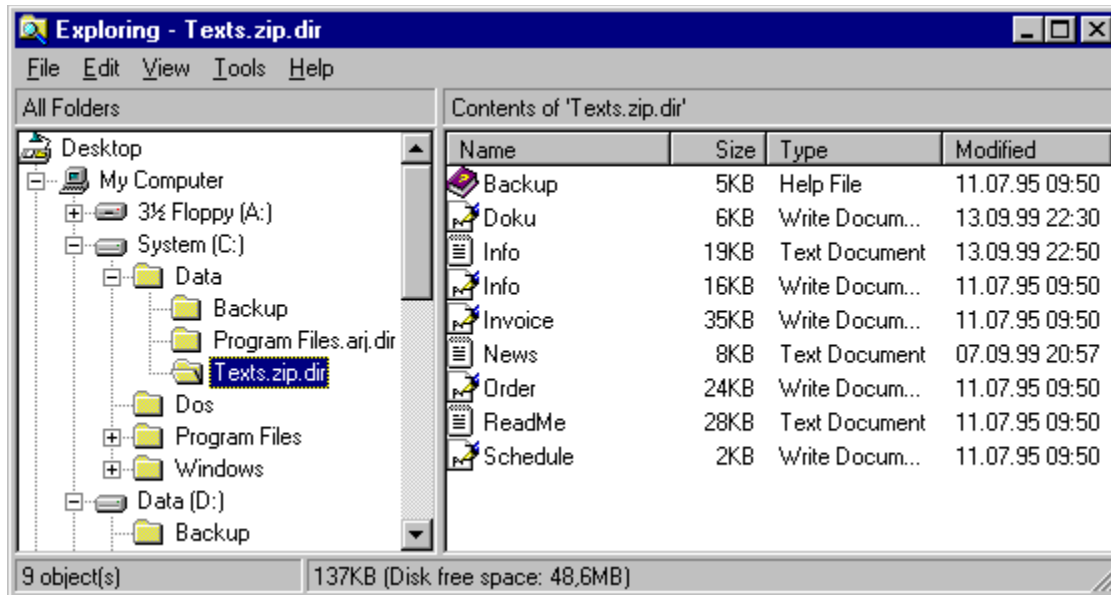 Exploring - Texts.zip.dir
File Edit View Tools Help
All Folders
Contents of 'Texts.zip.dir'
Desktop
My Computer
3½ Floppy (A:)
System (C:)
Data
Backup
Program Files.arj.dir
Texts.zip.dir
Dos
Program Files
Windows
Data (D:)
Backup
Name Size Type Modified
Backup 5KB Help File 11.07.95 09:50
Doku 6KB Write Docum... 13.09.99 22:30
Info 19KB Text Document 13.09.99 22:50
Info 16KB Write Docum... 11.07.95 09:50
Invoice 35KB Write Docum... 11.07.95 09:50
News 8KB Text Document 07.09.99 20:57
Order 24KB Write Docum... 11.07.95 09:50
ReadMe 28KB Text Document 11.07.95 09:50
Schedule 2KB Write Docum... 11.07.95 09:50
9 object(s)
137KB (Disk free space: 48,6MB)